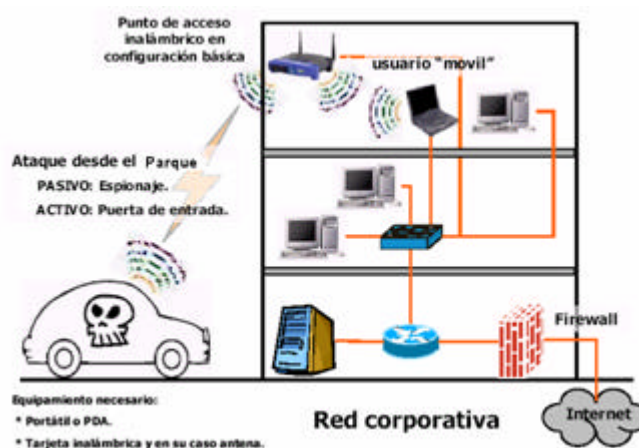 Punto de acceso
inalámbrico en
configuración básica
usuario "movil"
Ataque desde el Parque
PASIVO: Espionaje.
ACTIVO: Puerta de entrada.
Firewall
Equipamiento necesario:
* Portátil o PDA.
* Tarjeta inalámbrica y en su caso antena.
Red corporativa
Internet